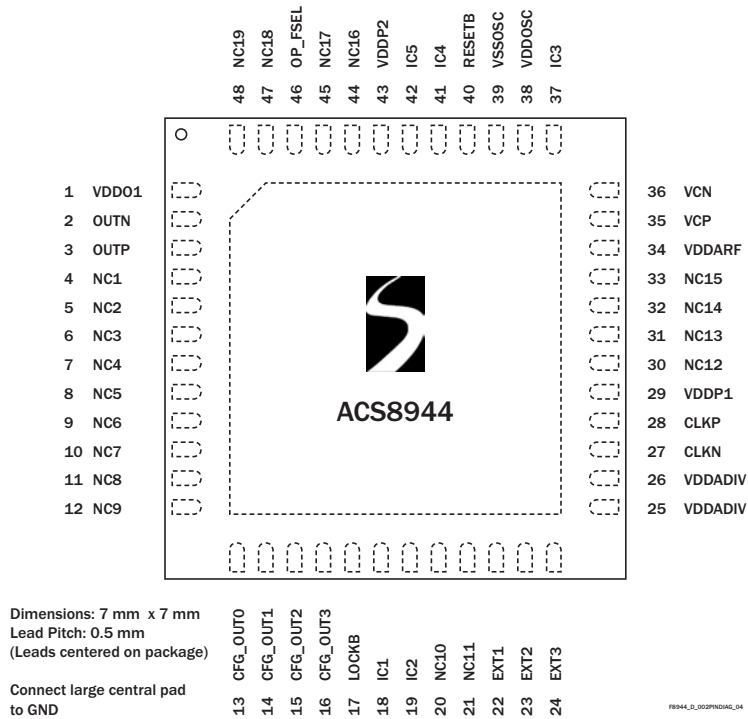 48 NC19
47 NC18
46 OP_FSEL
45 NC17
44 NC16
43 VDDP2
42 IC5
41 IC4
40 RESETB
39 VSSOSC
38 VDDOSC
37 IC3
1 VDDO1
2 OUTN
3 OUTP
4 NC1
5 NC2
6 NC3
7 NC4
8 NC5
9 NC6
10 NC7
11 NC8
12 NC9
ACS8944
36 VCN
35 VCP
34 VDDARF
33 NC15
32 NC14
31 NC13
30 NC12
29 VDDP1
28 CLKP
27 CLKN
26 VDDADIV
25 VDDADIV
Dimensions: 7 mm x 7 mm
Lead Pitch: 0.5 mm
(Leads centered on package)
Connect large central pad
to GND
13 CFG_OUT0
14 CFG_OUT1
15 CFG_OUT2
16 CFG_OUT3
17 LOCKB
18 IC1
19 IC2
20 NC10
21 NC11
22 EXT1
23 EXT2
24 EXT3
F8944_D_002PINDIAG_04